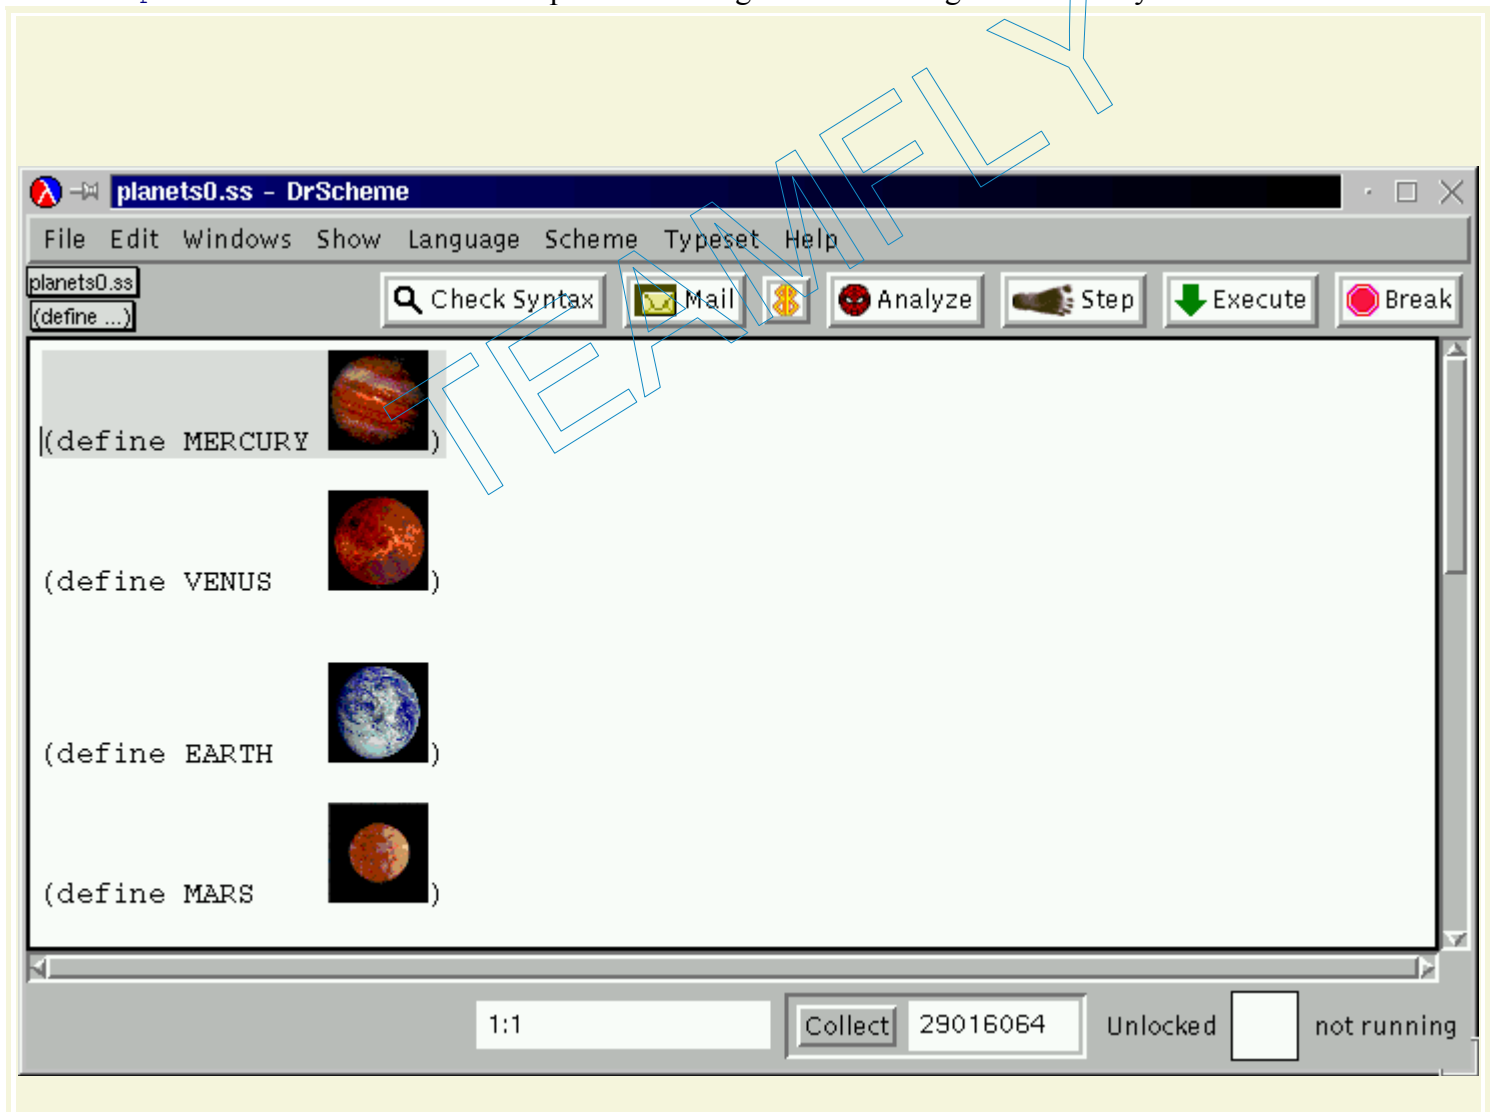 planets0.ss - DrScheme
File Edit Windows Show Language Scheme Typeset Help
planets0.ss
(define ...)
Check Syntax Mail $ Analyze Step Execute Break
(define MERCURY )
(define VENUS )
(define EARTH )
(define MARS )
1:1 Collect 29016064 Unlocked not running
TEAMFLY